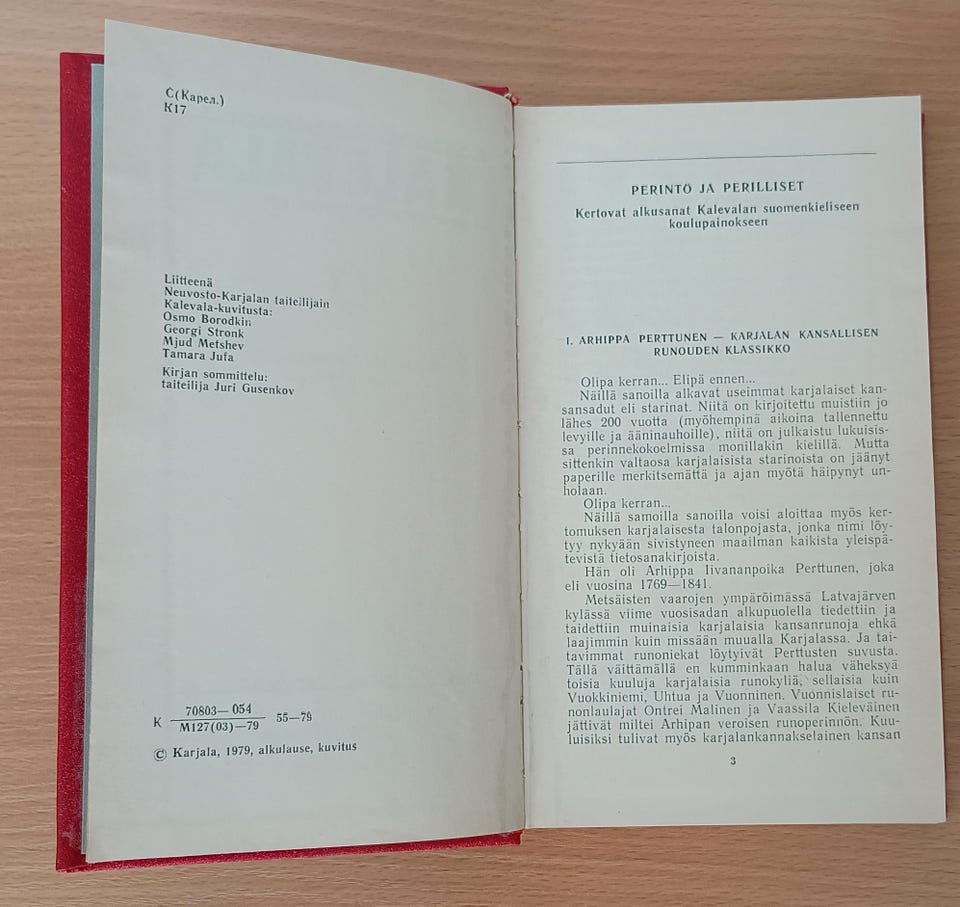 С(Карел.)
К17
Liitteenä
Neuvosto-Karjalan taiteilijain
Kalevala-kuvitusta:
Osmo Borodkin
Georgi Stronk
Mjud Metshev
Tamara Jufa
Kirjan sommittelu:
taiteilija Juri Gusenkov
К 70803—054 55—79
М127(03)—79
© Karjala, 1979, alkulause, kuvitus
PERINTÖ JA PERILLISET
Kertovat alkusanat Kalevalan suomenkieliseen
koulupainokseen
I. ARHIPPA PERTTUNEN — KARJALAN KANSALLISEN
RUNOUDEN KLASSIKKO
Olipa kerran... Elipä ennen...
Näillä sanoilla alkavat useimmat karjalaiset kan-
sansadut eli starinat. Niitä on kirjoitettu muistiin jo
lähes 200 vuotta (myöhempinä aikoina tallennettu
levyille ja ääninauhoille), niitä on julkaistu lukuisis-
sa perinnekokoelmissa monillakin kielillä. Mutta
sittenkin valtaosa karjalaisista starinoista on jäänyt
paperille merkitsemättä ja ajan myötä häipynyt un-
holaan.
Olipa kerran...
Näillä samoilla sanoilla voisi aloittaa myös ker-
tomuksen karjalaisesta talonpojasta, jonka nimi löy-
tyy nykyään sivistyneen maailman kaikista yleispä-
tevistä tietosanakirjoista.
Hän oli Arhippa Iivananpoika Perttunen, joka
eli vuosina 1769—1841.
Metsäisten vaarojen ympäröimässä Latvajärven
kylässä viime vuosisadan alkupuolella tiedettiin ja
taidettiin muinaisia karjalaisia kansanrunoja ehkä
laajimmin kuin missään muualla Karjalassa. Ja tai-
tavimmat runoniekat löytyivät Perttusten suvusta.
Tällä väittämällä en kumminkaan halua väheksyä
toisia kuuluja karjalaisia runokyliä, sellaisia kuin
Vuokkiniemi, Uhtua ja Vuonninen. Vuonnislaiset ru-
nonlaulajat Ontrei Malinen ja Vaassila Kieleväinen
jättivät miltei Arhipan veroisen runoperinnön. Kuu-
luisiksi tulivat myös karjalankannakselainen kansan
3